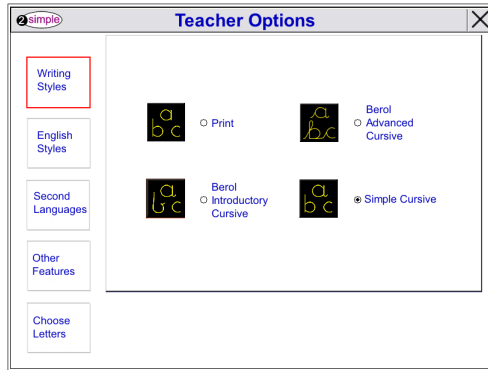 2simple
Teacher Options
Writing
Styles
English
Styles
Second
Languages
Other
Features
Choose
Letters
a
b c
Print
a
b c
Berol
Advanced
Cursive
a
b c
Berol
Introductory
Cursive
a
b c
Simple Cursive